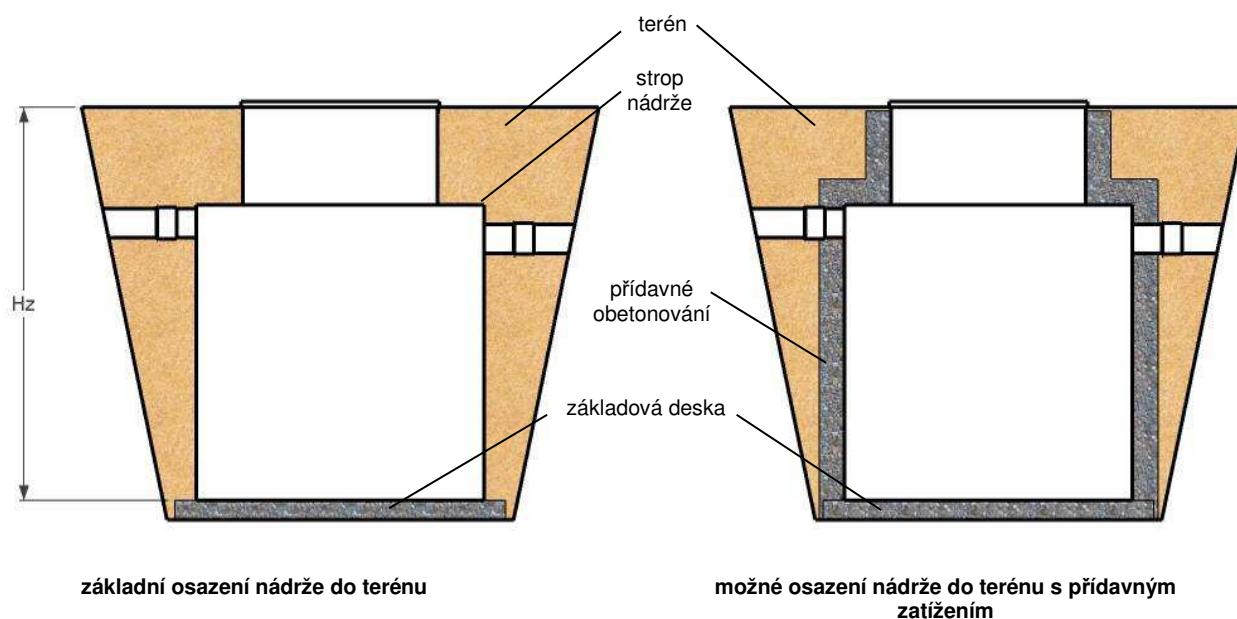 terén
strop
nádrže
Hz
přídavné
obetonování
základová deska
základní osazení nádrže do terénu
možné osazení nádrže do terénu s přídavným
zatížením